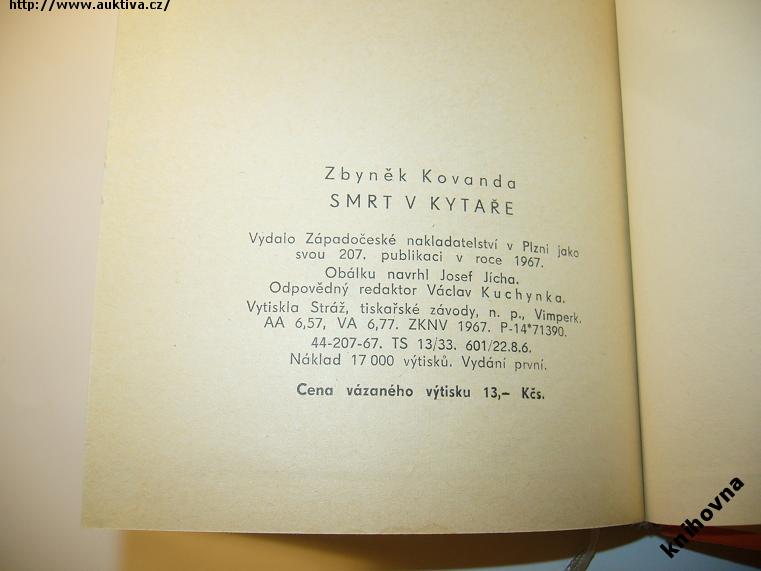 http://www.auktiva.cz/
Zbyněk Kovanda
SMRT V KYTAŘE
Vydalo Západočeské nakladatelství v Plzni jako
svou 207. publikaci v roce 1967.
Obálku navrhl Josef Jícha.
Odpovědný redaktor Václav Kuchynka.
Vytiskla Stráž, tiskařské závody, n. p., Vimperk.
AA 6,57, VA 6,77. ZKNV 1967. P-14*71390.
44-207-67. TS 13/33. 601/22.8.6.
Náklad 17 000 výtisků. Vydání první.
Cena vázaného výtisku 13,– Kčs.
knihovna